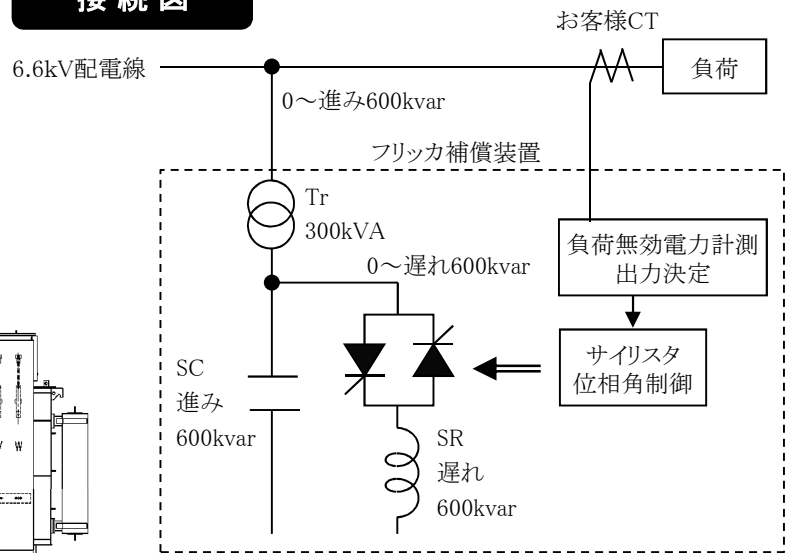 接続図
お客様CT
6.6kV配電線
負荷
0～進み600kvar
フリッカ補償装置
Tr
300kVA
負荷無効電力計測
出力決定
0～遅れ600kvar
サイリスタ
位相角制御
SC
進み
600kvar
SR
遅れ
600kvar